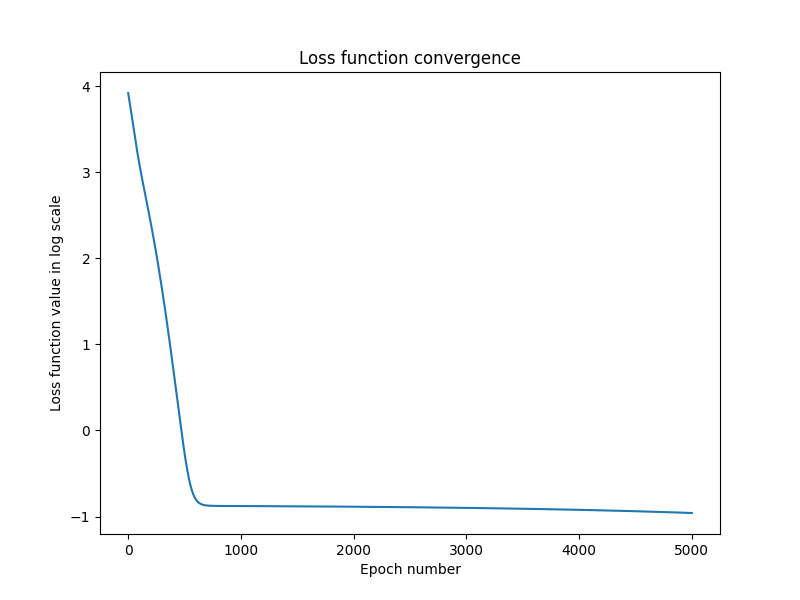 Loss function convergence
Loss function value in log scale
4
3
2
1
0
−1
0 1000 2000 3000 4000 5000
Epoch number